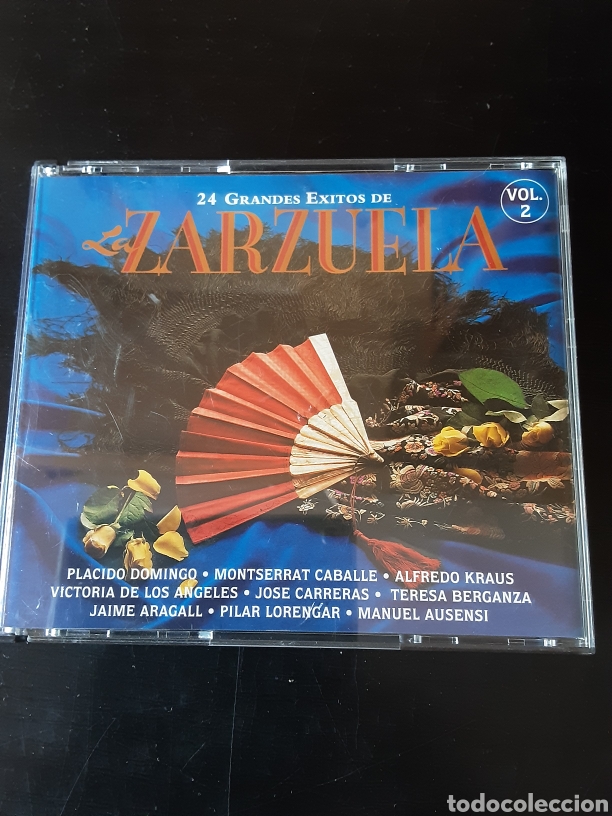 24 GRANDES EXITOS DE
VOL.
2
La ZARZUELA
PLACIDO DOMINGO • MONTSERRAT CABALLE • ALFREDO KRAUS
VICTORIA DE LOS ANGELES • JOSE CARRERAS • TERESA BERGANZA
JAIME ARAGALL • PILAR LORENGAR • MANUEL AUSENSI
todocoleccion